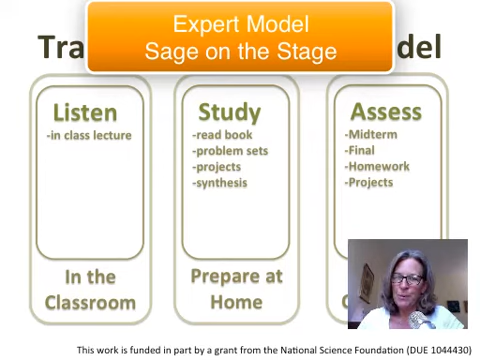 Expert Model
Sage on the Stage
Listen
-in class lecture
In the
Classroom
Study
-read book
-problem sets
-projects
-synthesis
Prepare at
Home
Assess
-Midterm
-Final
-Homework
-Projects
This work is funded in part by a grant from the National Science Foundation (DUE 1044430)